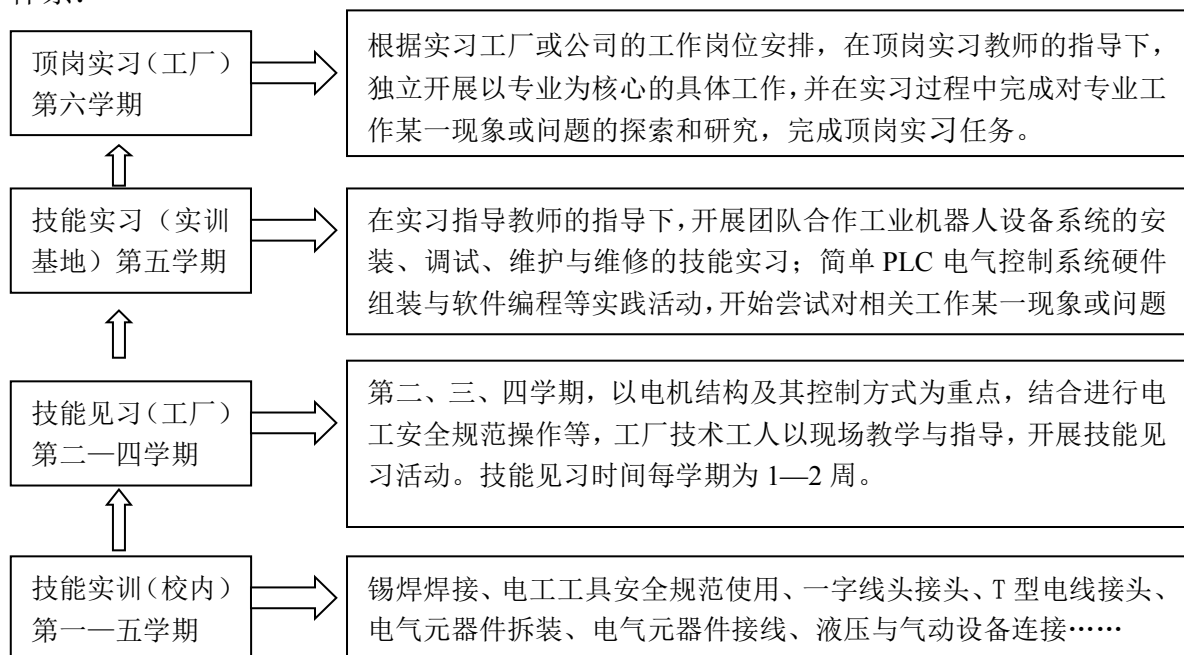 顶岗实习（工厂）
第六学期
根据实习工厂或公司的工作岗位安排，在顶岗实习教师的指导下，
独立开展以专业为核心的具体工作，并在实习过程中完成对专业工
作某一现象或问题的探索和研究，完成顶岗实习任务。
技能实习（实训
基地）第五学期
在实习指导教师的指导下，开展团队合作工业机器人设备系统的安
装、调试、维护与维修的技能实习；简单 PLC 电气控制系统硬件
组装与软件编程等实践活动，开始尝试对相关工作某一现象或问题
技能见习（工厂）
第二—四学期
第二、三、四学期，以电机结构及其控制方式为重点，结合进行电
工安全规范操作等，工厂技术工人以现场教学与指导，开展技能见
习活动。技能见习时间每学期为 1—2 周。
技能实训（校内）
第一—五学期
锡焊焊接、电工工具安全规范使用、一字线头接头、T 型电线接头、
电气元器件拆装、电气元器件接线、液压与气动设备连接……